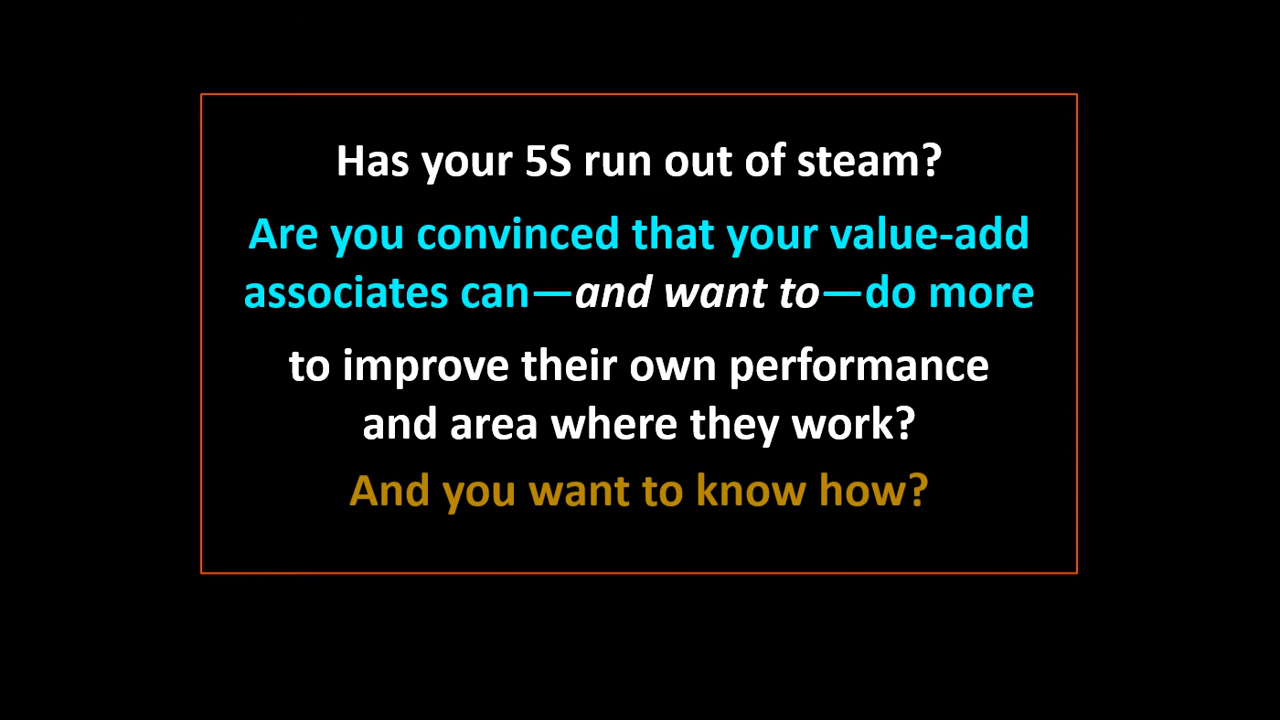 Has your 5S run out of steam?
Are you convinced that your value-add
associates can—and want to—do more
to improve their own performance
and area where they work?
And you want to know how?